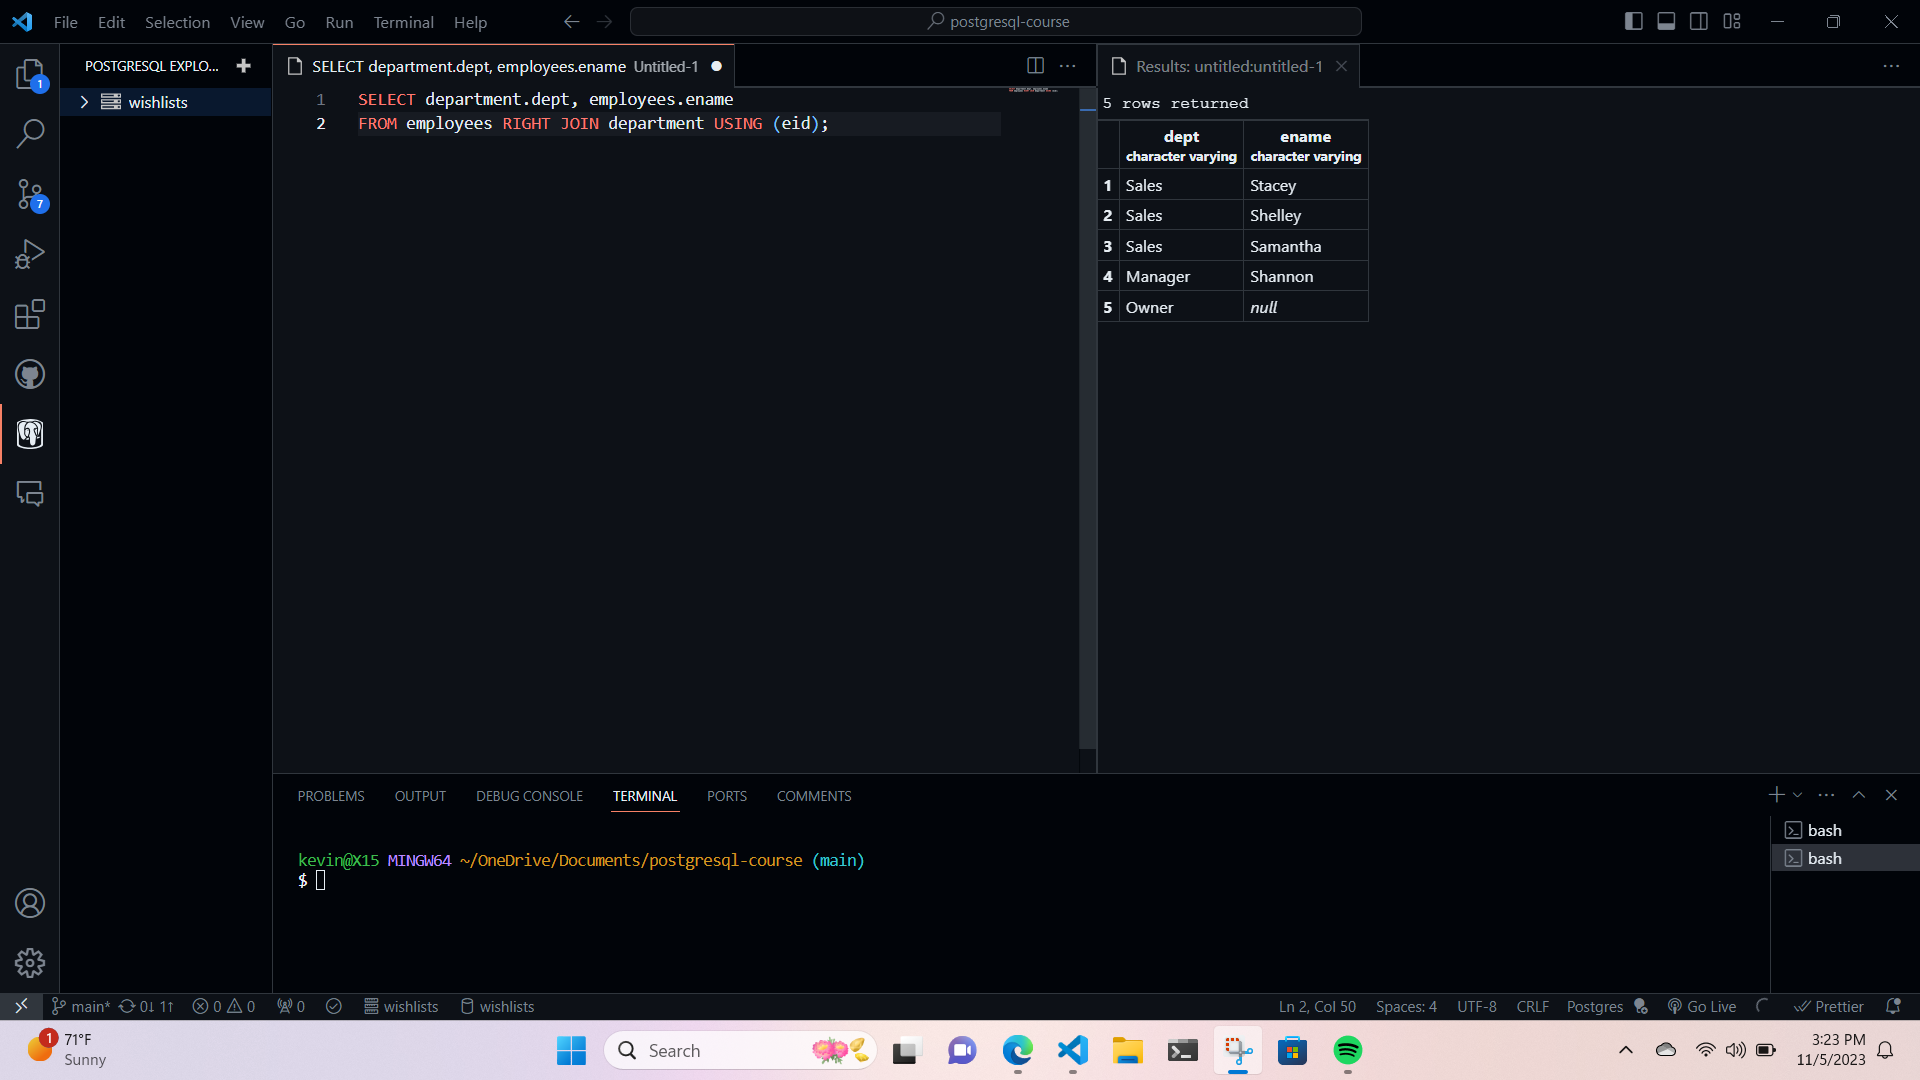 File Edit Selection View Go Run Terminal Help
postgresql-course
1
7
POSTGRESQL EXPLO...
wishlists
SELECT department.dept, employees.ename Untitled-1
1 SELECT department.dept, employees.ename
2 FROM employees RIGHT JOIN department USING (eid);
Results: untitled:untitled-1
5 rows returned
dept ename
character varying character varying
1 Sales Stacey
2 Sales Shelley
3 Sales Samantha
4 Manager Shannon
5 Owner null
PROBLEMS OUTPUT DEBUG CONSOLE TERMINAL PORTS COMMENTS
kevin@X15 MINGW64 ~/OneDrive/Documents/postgresql-course (main)
$
bash
bash
main* 0↓ 1↑ 0 0 0 wishlists wishlists
Ln 2, Col 50 Spaces: 4 UTF-8 CRLF Postgres Go Live Prettier
1
71°F
Sunny
Search
3:23 PM
11/5/2023